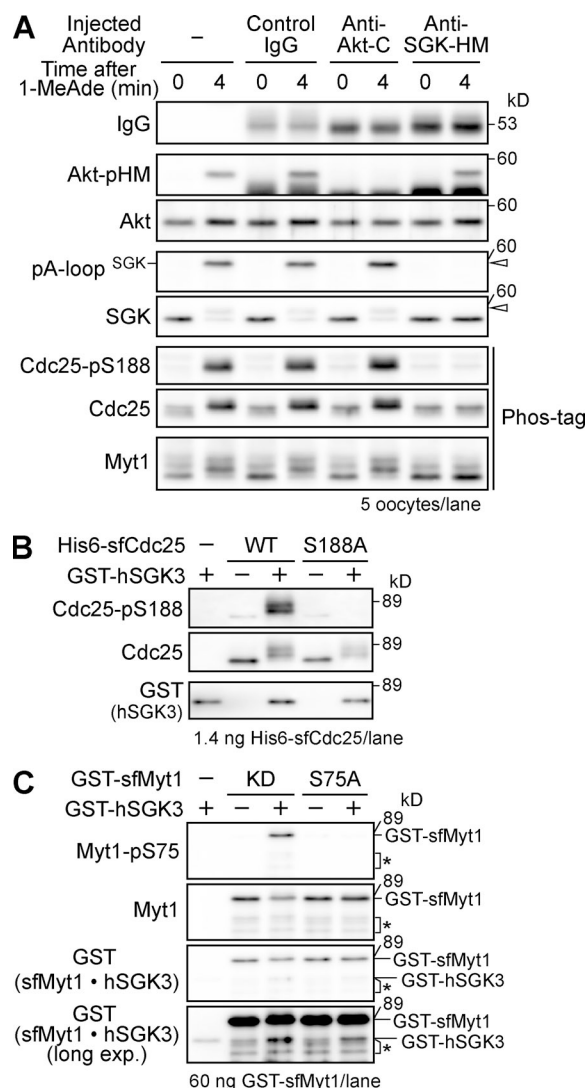 A
Injected Antibody – Control IgG Anti-Akt-C Anti-SGK-HM
Time after 1-MeAde (min) 0 4 0 4 0 4 0 4
kD
IgG 53
Akt-pHM 60
Akt 60
pA-loop SGK 60
SGK 60
Cdc25-pS188
Cdc25
Phos-tag
Myt1
5 oocytes/lane
B
His6-sfCdc25 – WT S188A
GST-hSGK3 + – + – + kD
Cdc25-pS188 89
Cdc25 89
GST 89
(hSGK3)
1.4 ng His6-sfCdc25/lane
C
GST-sfMyt1 – KD S75A
GST-hSGK3 + – + – + kD
89
Myt1-pS75 GST-sfMyt1
*
89
Myt1 GST-sfMyt1
*
89
GST GST-sfMyt1
(sfMyt1 • hSGK3) GST-hSGK3
*
89
GST GST-sfMyt1
(sfMyt1 • hSGK3) GST-hSGK3
(long exp.) *
60 ng GST-sfMyt1/lane